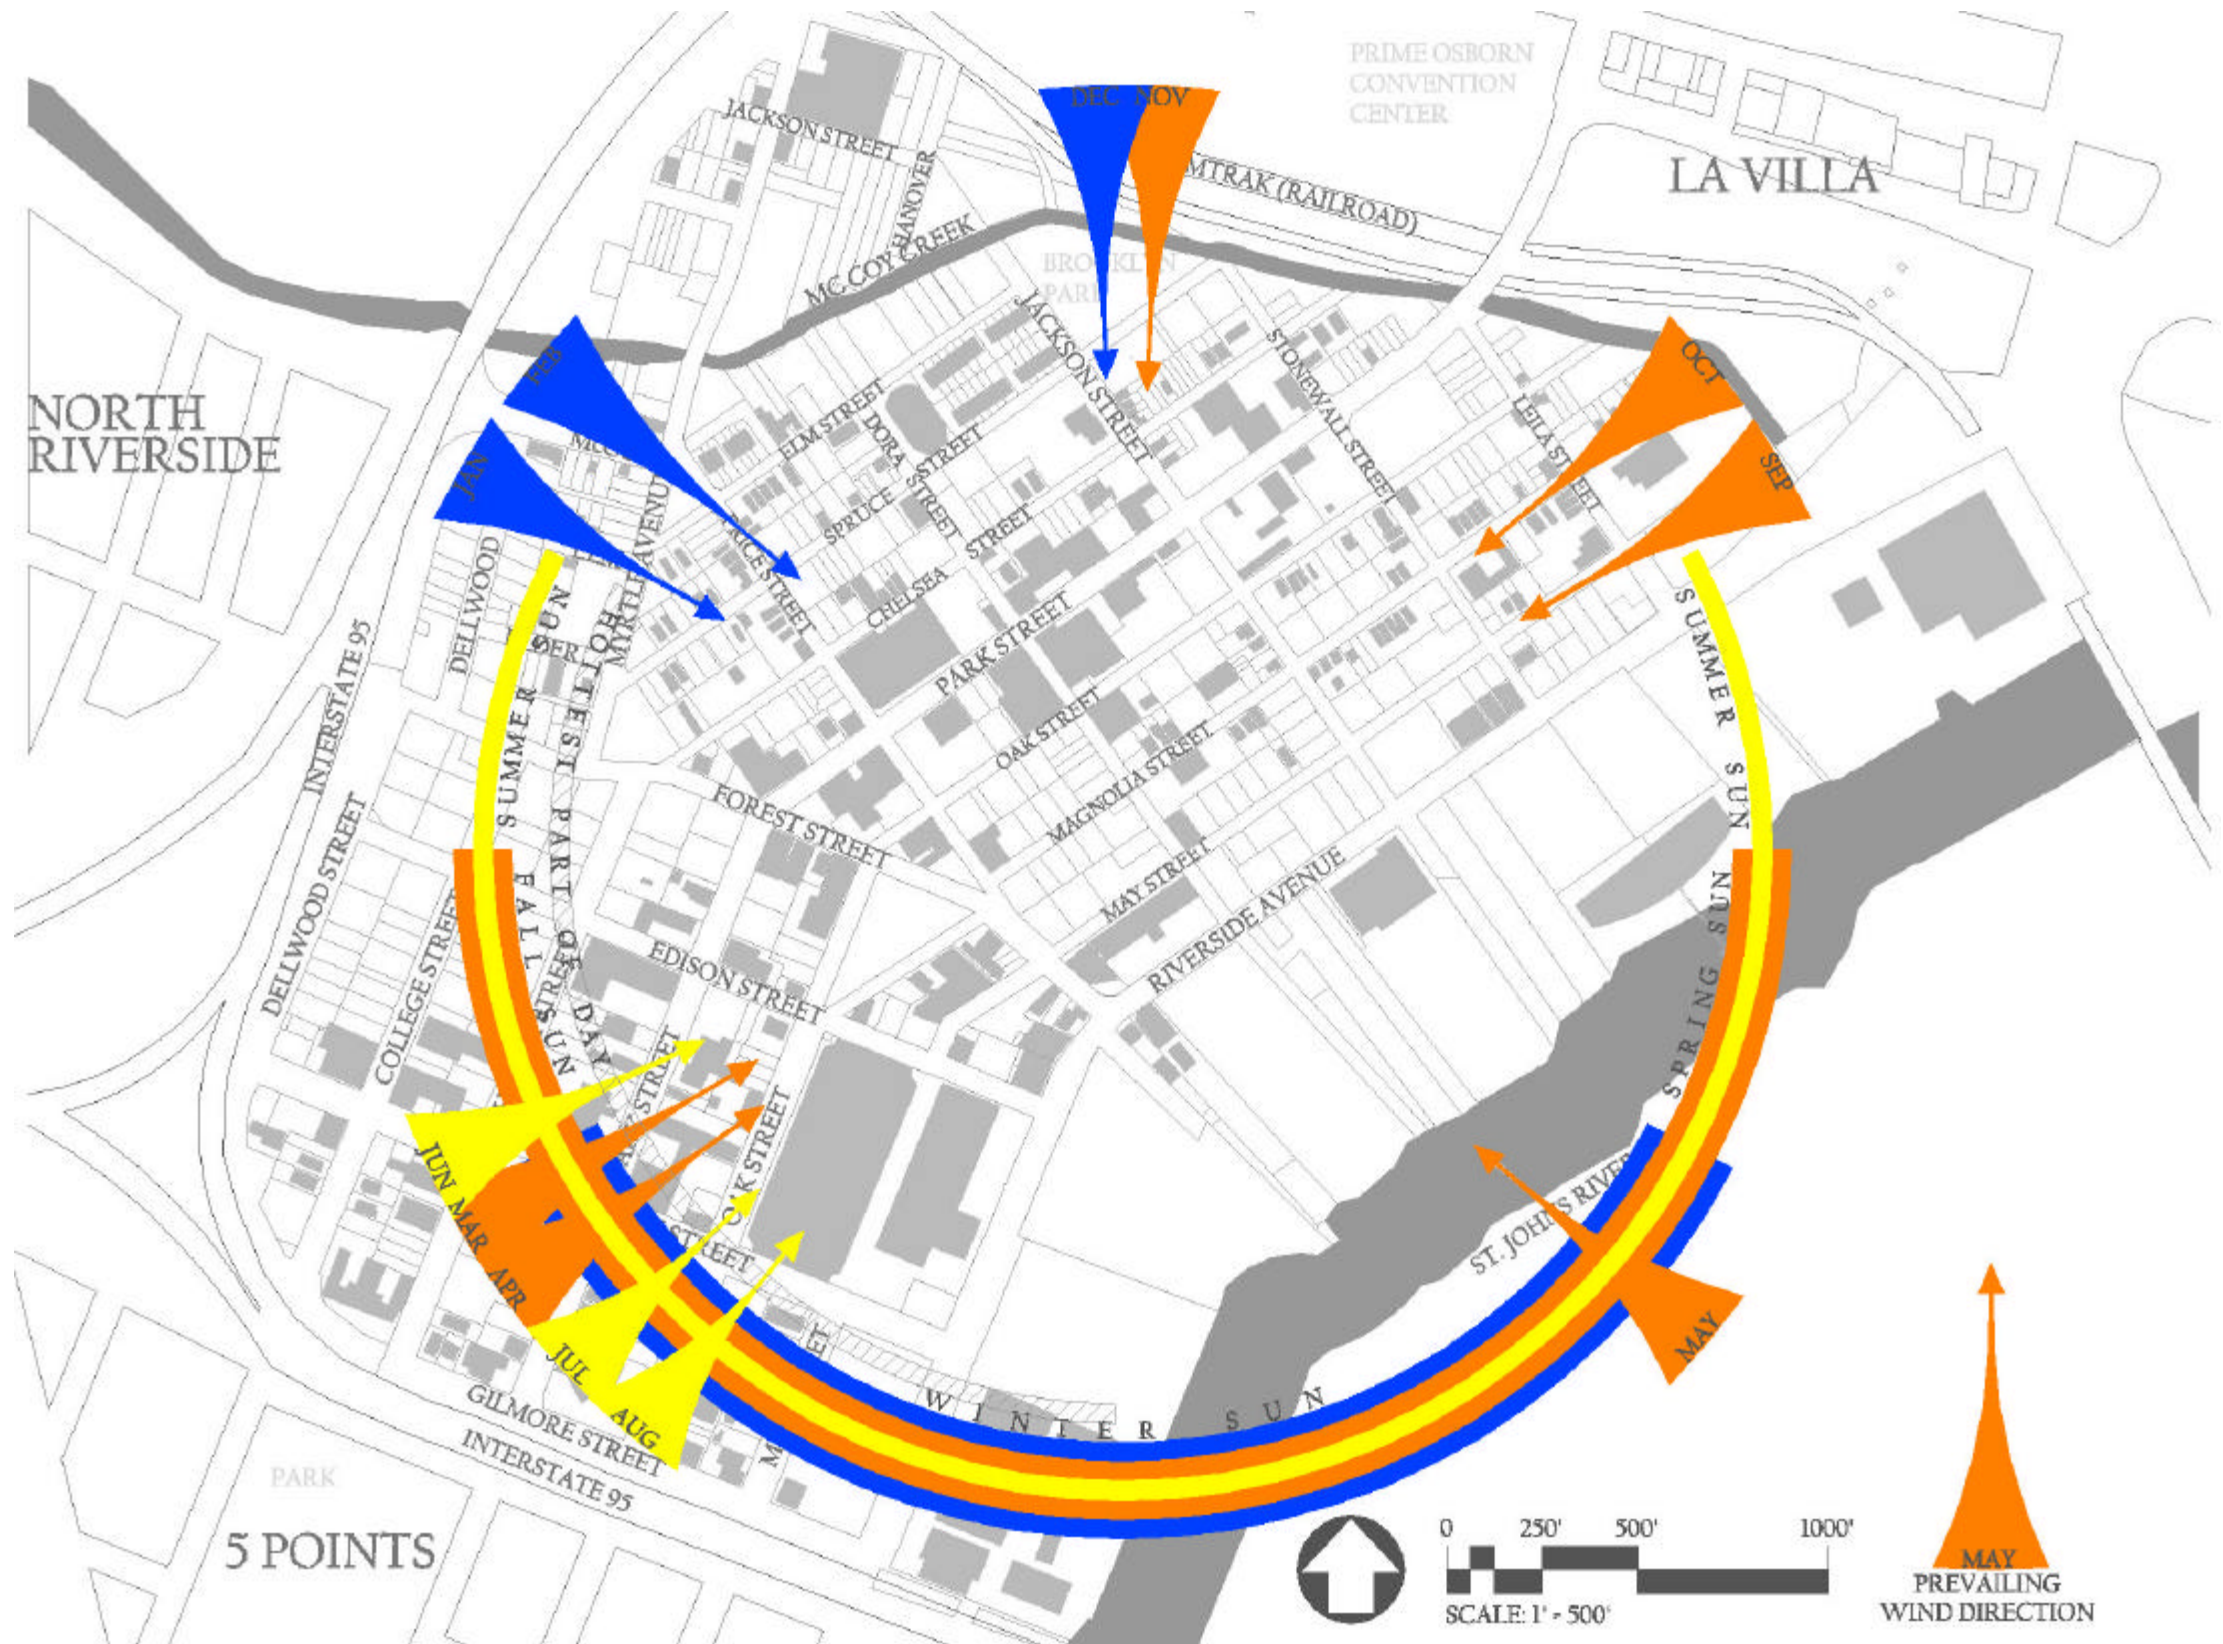 PRIME OSBORN
CONVENTION
CENTER
DEC
NOV
JACKSON STREET
HANOVER
MTRAK (RAILROAD)
LA VILLA
MC COY CREEK
BROOKLYN
PARK
NORTH
RIVERSIDE
FEB
JAN
OCT
SEP
JACKSON STREET
STONEWALL STREET
LEILA STREET
ELM STREET
DORA STREET
SPRUCE STREET
CHELSEA STREET
PRICE STREET
MYRTLE AVENUE
DELLWOOD
PARK STREET
OAK STREET
MAGNOLIA STREET
MAY STREET
RIVERSIDE AVENUE
FOREST STREET
EDISON STREET
INTERSTATE 95
DELLWOOD STREET
COLLEGE STREET
SUMMER SUN
HOTTEST PART OF DAY
FALL SUN
STREET
SUMMER SUN
SPRING SUN
OAK STREET
STREET
JUN
MAR
APR
JUL
AUG
MAY
ST. JOHNS RIVER
WINTER SUN
GILMORE STREET
INTERSTATE 95
PARK
5 POINTS
0 250' 500' 1000'
SCALE: 1" = 500'
MAY
PREVAILING
WIND DIRECTION